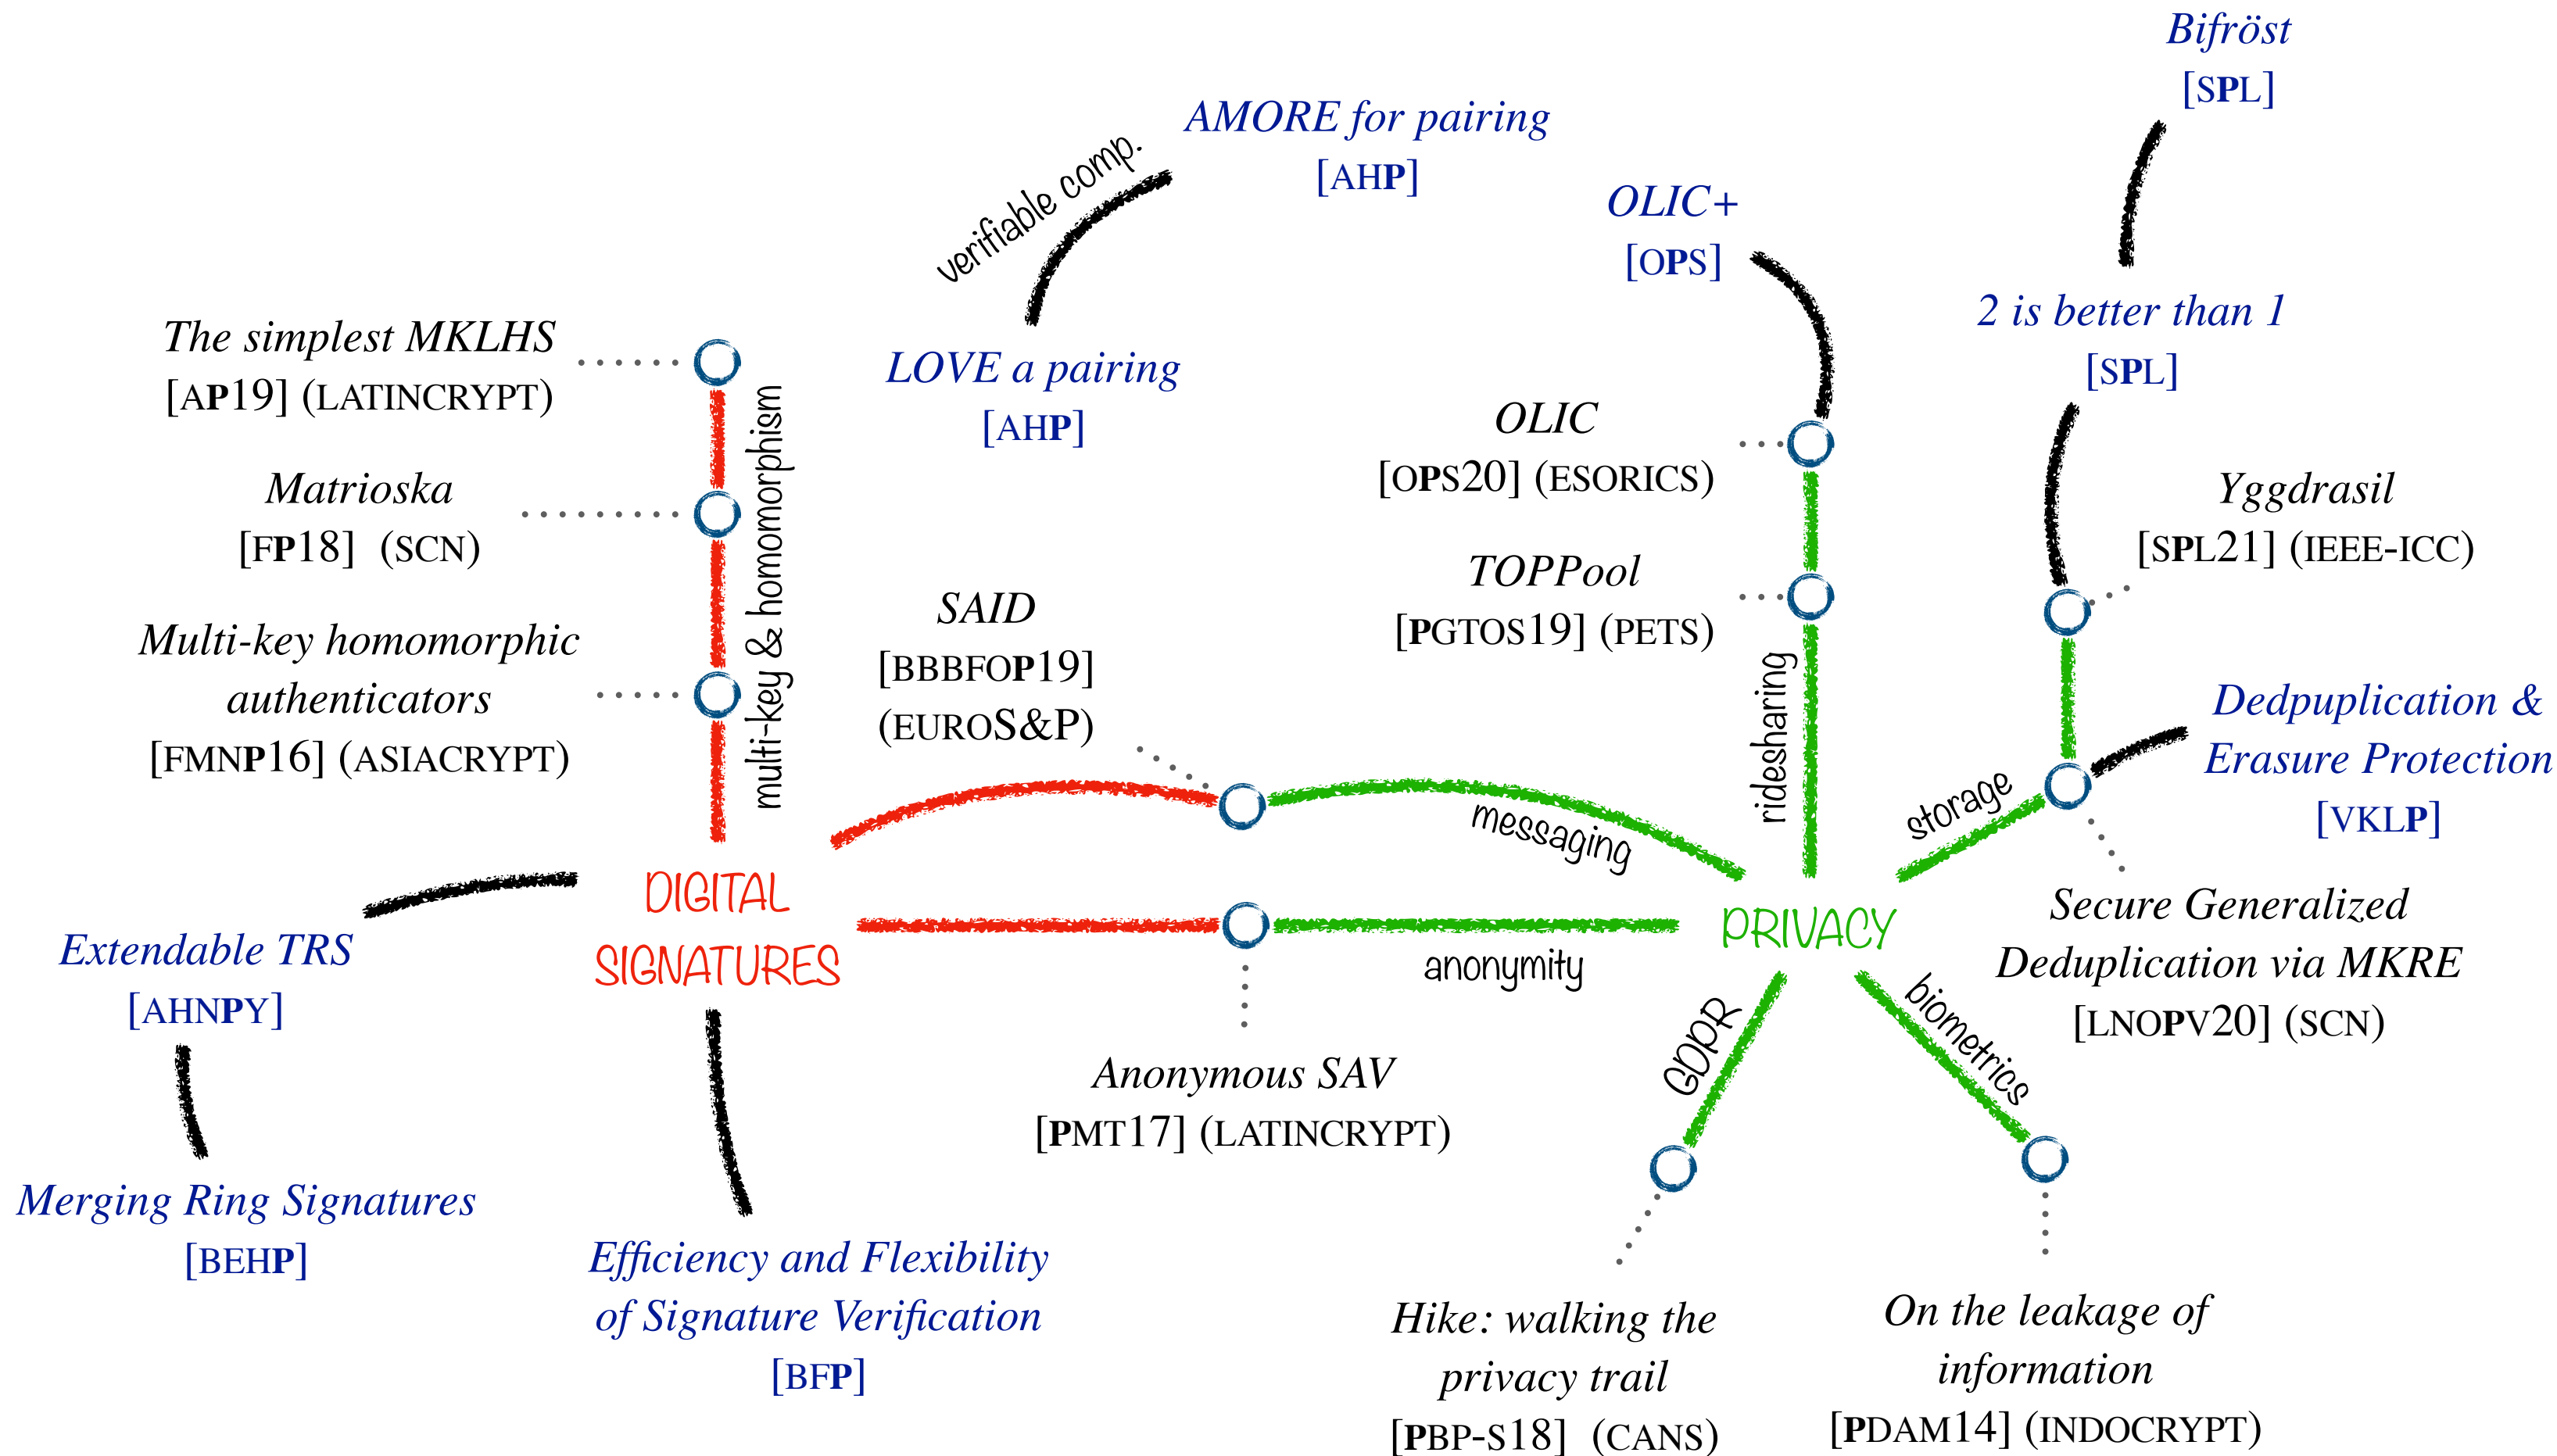 Bifröst
[SPL]
AMORE for pairing
[AHP]
verifiable comp.
OLIC+
[OPS]
2 is better than 1
[SPL]
The simplest MKLHS
[AP19] (LATINCRYPT)
LOVE a pairing
[AHP]
multi-key & homomorphism
OLIC
[OPS20] (ESORICS)
Matrioska
[FP18] (SCN)
Yggdrasil
[SPL21] (IEEE-ICC)
TOPPool
[PGTOS19] (PETS)
SAID
[BBBFOP19]
(EUROS&P)
Multi-key homomorphic
authenticators
[FMNP16] (ASIACRYPT)
ridesharing
Dedpuplication &
Erasure Protection
[VKLP]
messaging
storage
DIGITAL
SIGNATURES
PRIVACY
anonymity
Secure Generalized
Deduplication via MKRE
[LNOPV20] (SCN)
Extendable TRS
[AHNPY]
GDPR
biometrics
Anonymous SAV
[PMT17] (LATINCRYPT)
Merging Ring Signatures
[BEHP]
Efficiency and Flexibility
of Signature Verification
[BFP]
Hike: walking the
privacy trail
[PBP-S18] (CANS)
On the leakage of
information
[PDAM14] (INDOCRYPT)